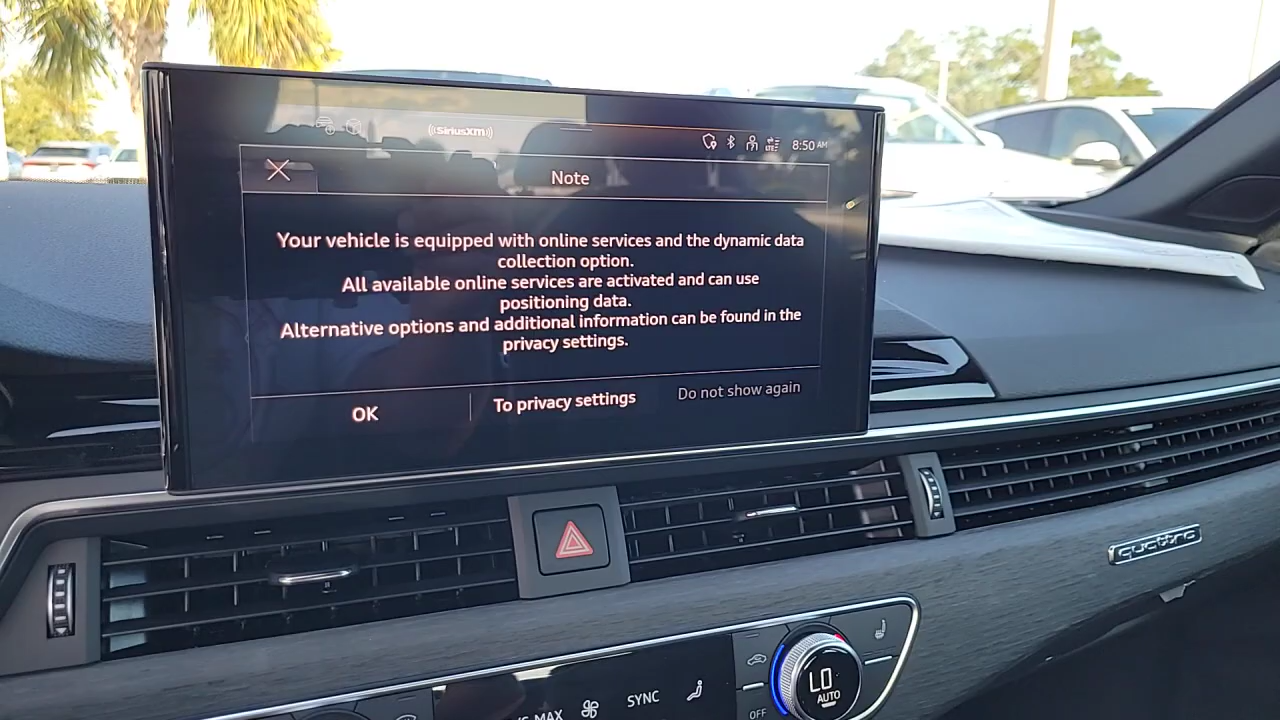 ((SiriusXM))
LTE
8:50 AM
Note
Your vehicle is equipped with online services and the dynamic data
collection option.
All available online services are activated and can use
positioning data.
Alternative options and additional information can be found in the
privacy settings.
OK
To privacy settings
Do not show again
quattro
LO
AUTO
SYNC
MAX
OFF